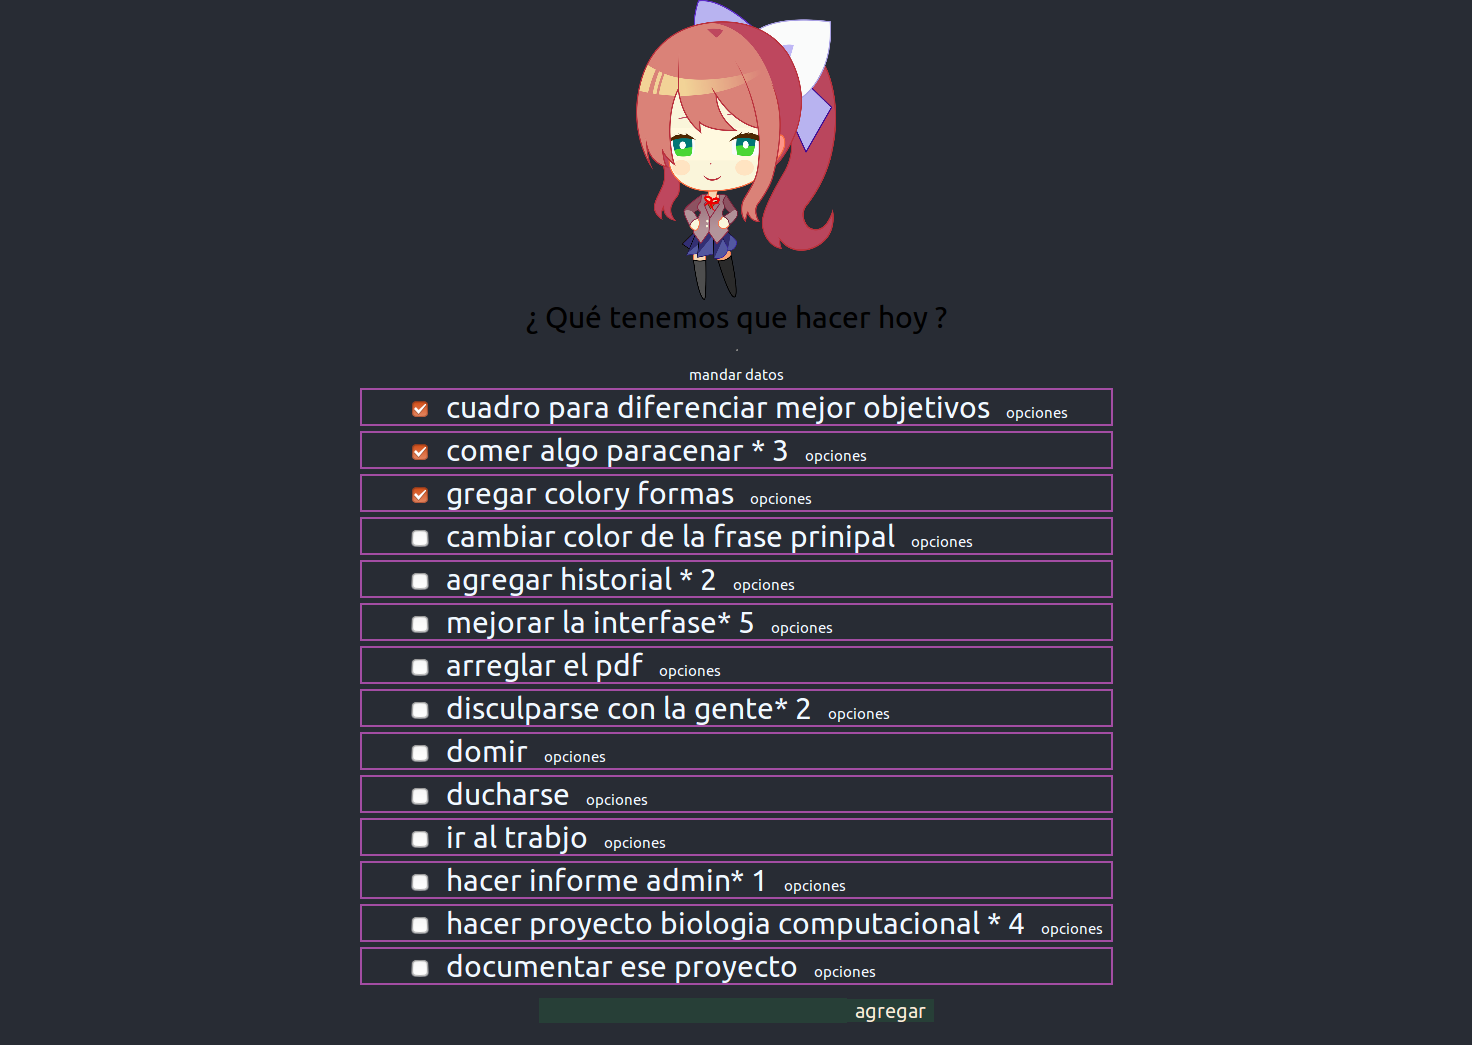 ¿ Qué tenemos que hacer hoy ?
.
mandar datos
cuadro para diferenciar mejor objetivos opciones
comer algo paracenar * 3 opciones
gregar colory formas opciones
cambiar color de la frase prinipal opciones
agregar historial * 2 opciones
mejorar la interfase* 5 opciones
arreglar el pdf opciones
disculparse con la gente* 2 opciones
domir opciones
ducharse opciones
ir al trabjo opciones
hacer informe admin* 1 opciones
hacer proyecto biologia computacional * 4 opciones
documentar ese proyecto opciones
agregar